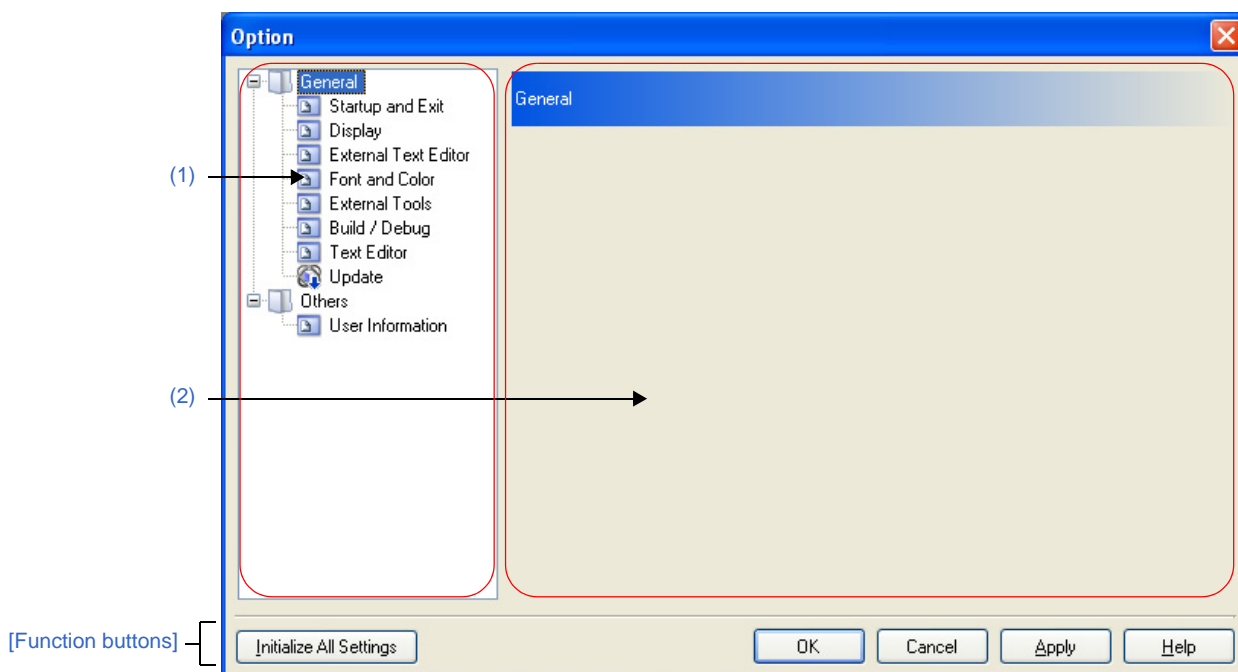 Option
General
Startup and Exit
Display
External Text Editor
Font and Color
External Tools
Build / Debug
Text Editor
Update
Others
User Information
General
(1)
(2)
[Function buttons]
Initialize All Settings
OK
Cancel
Apply
Help